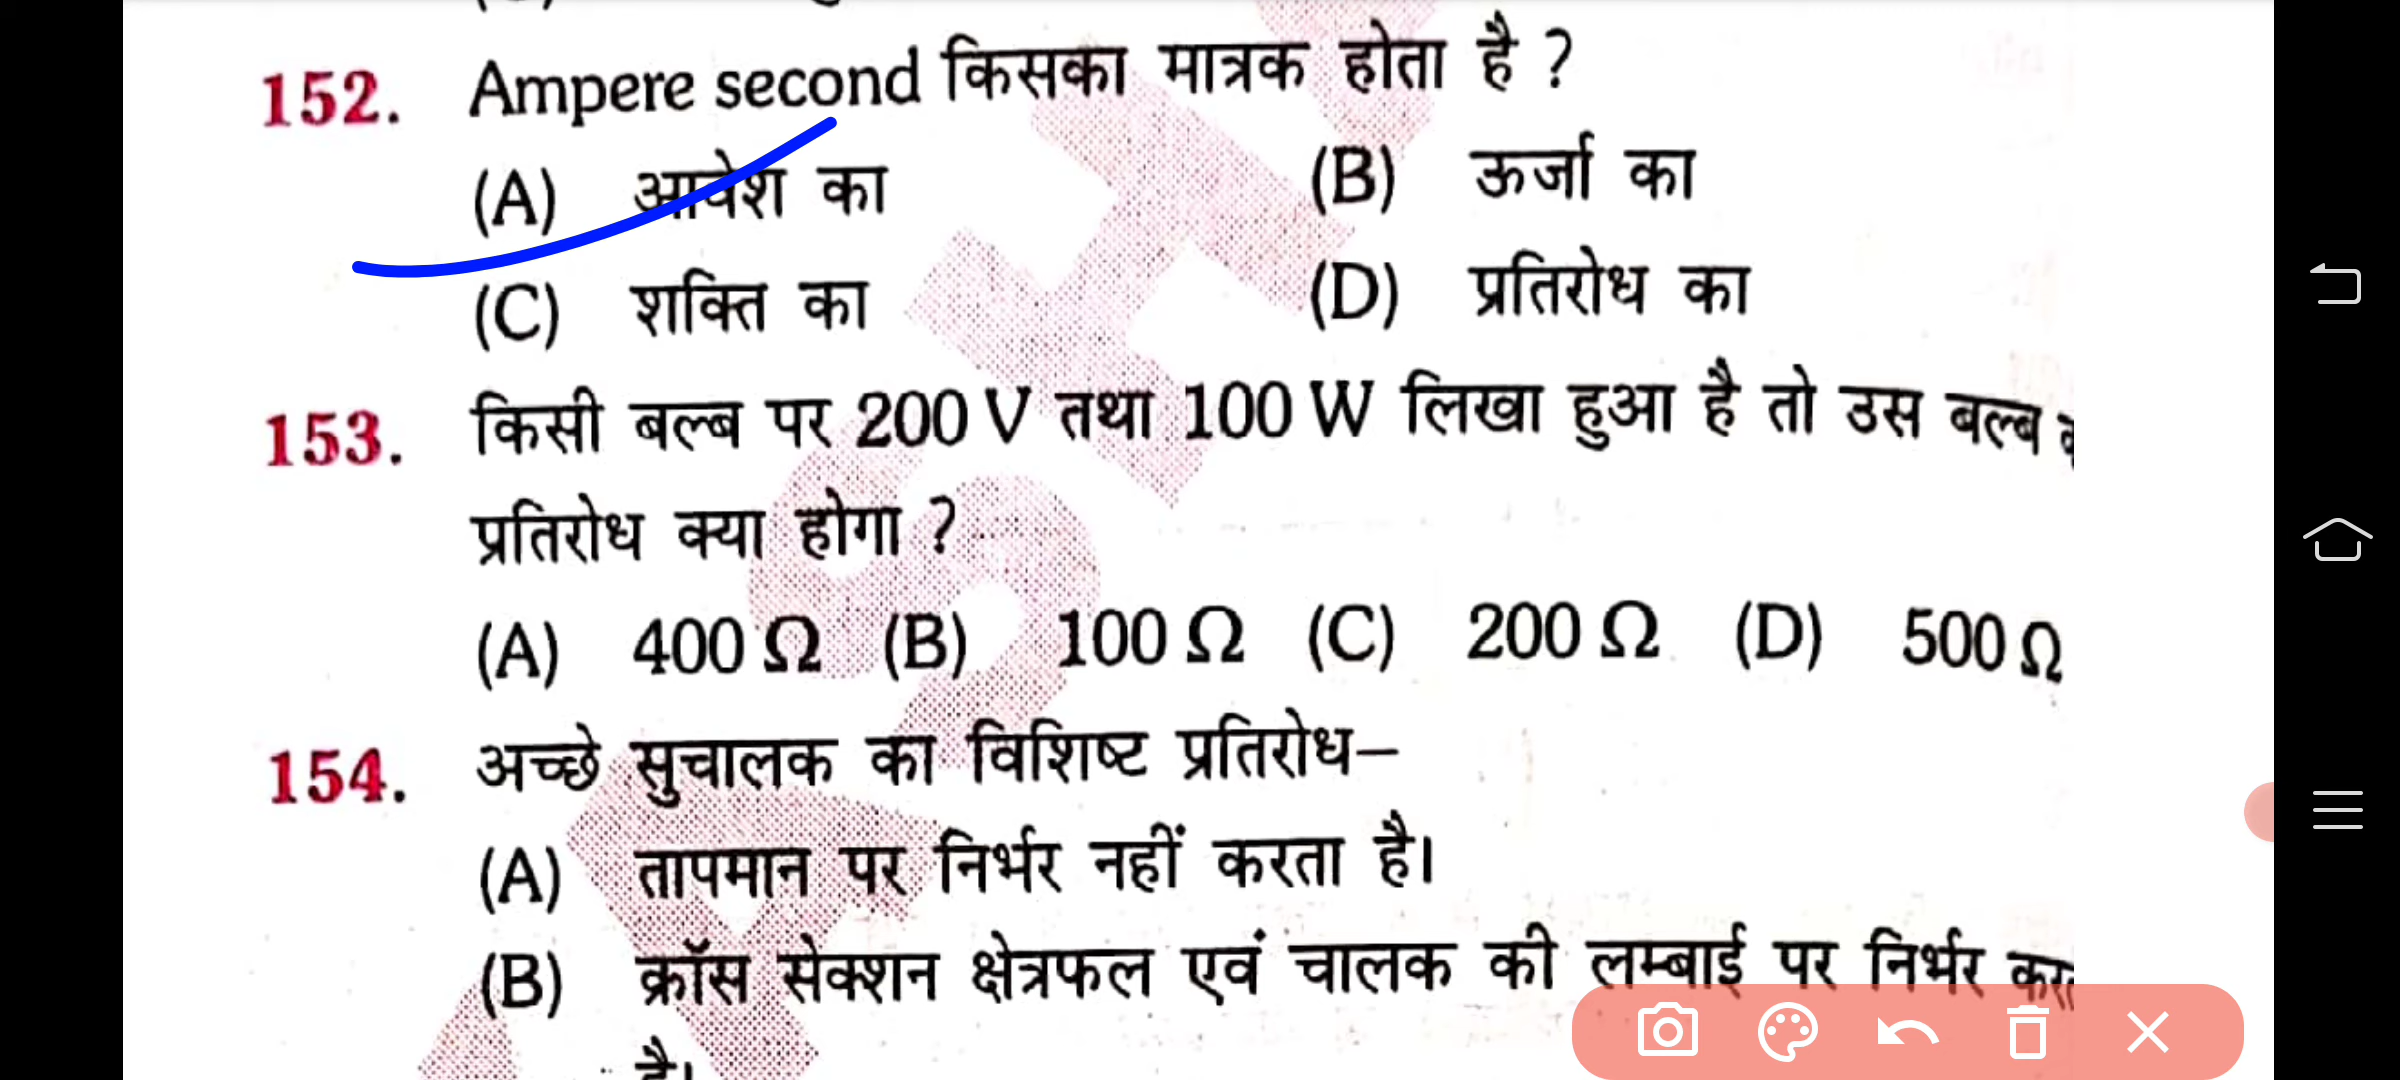 152. Ampere second किसका मात्रक होता है ?
(A) आवेश का (B) ऊर्जा का
(C) शक्ति का (D) प्रतिरोध का
153. किसी बल्ब पर 200 V तथा 100 W लिखा हुआ है तो उस बल्ब
प्रतिरोध क्या होगा ?
(A) 400 Ω (B) 100 Ω (C) 200 Ω (D) 500 Ω
154. अच्छे सुचालक का विशिष्ट प्रतिरोध–
(A) तापमान पर निर्भर नहीं करता है।
(B) क्रॉस सेक्शन क्षेत्रफल एवं चालक की लम्बाई पर निर्भर
है।